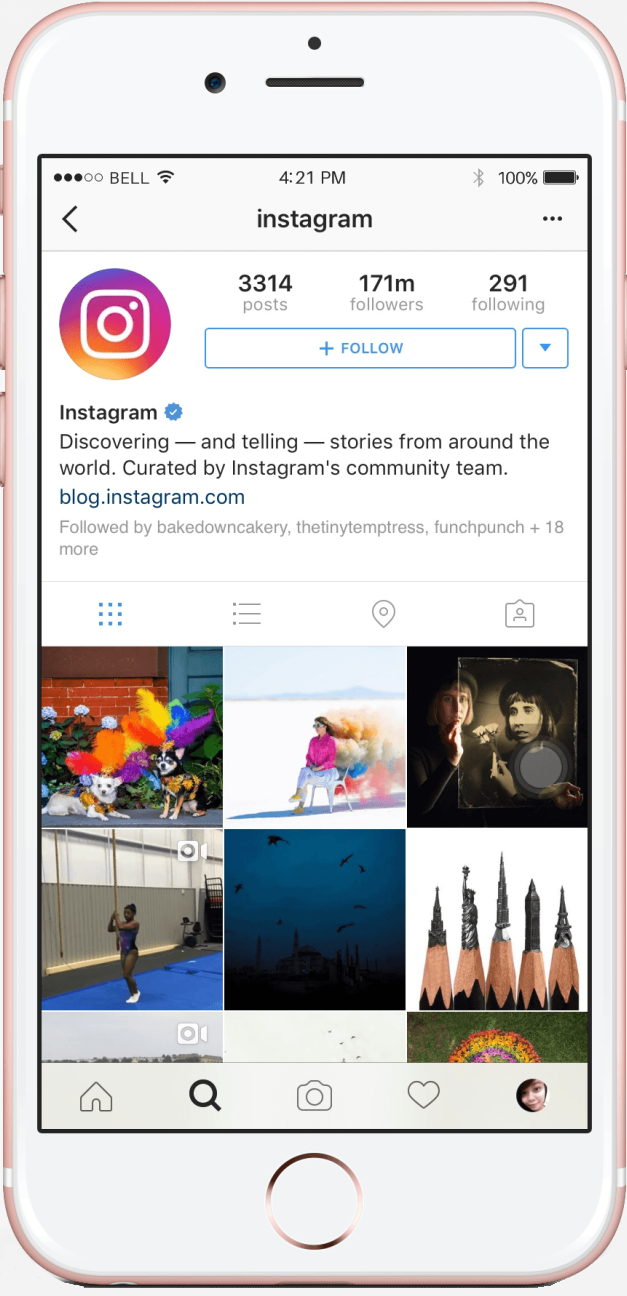 BELL 4:21 PM 100%
instagram
3314 171m 291
posts followers following
+ FOLLOW
Instagram
Discovering — and telling — stories from around the
world. Curated by Instagram's community team.
blog.instagram.com
Followed by bakedowncakery, thetinytemptress, funchpunch + 18
more